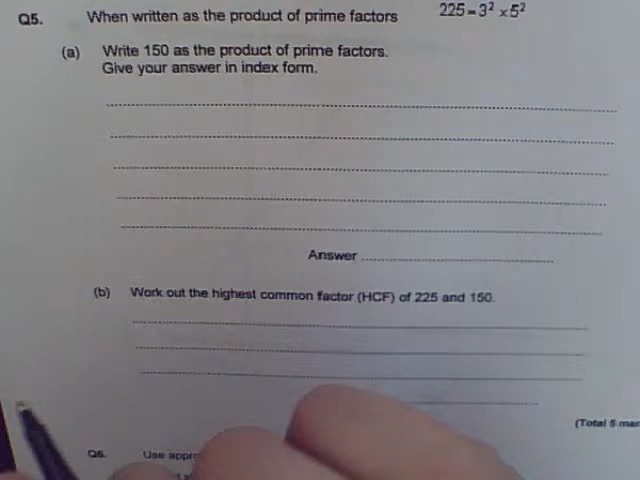 Q5. When written as the product of prime factors 225 = 3² × 5²
(a) Write 150 as the product of prime factors.
Give your answer in index form.
Answer
(b) Work out the highest common factor (HCF) of 225 and 150.
(Total 5
Q6. Use